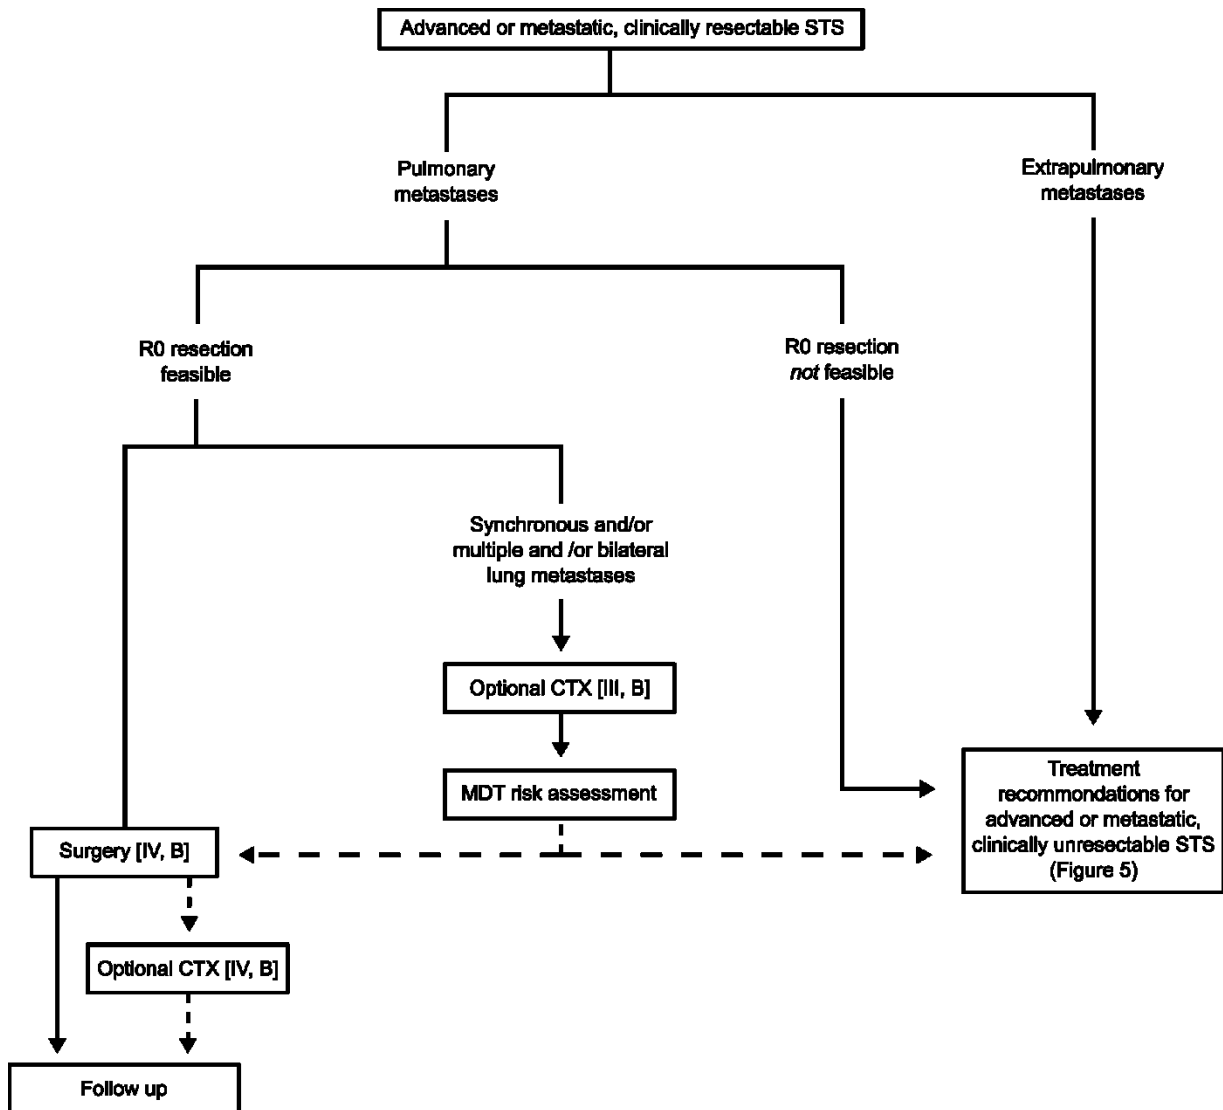 Advanced or metastatic, clinically resectable STS
Pulmonary
metastases
Extrapulmonary
metastases
R0 resection
feasible
R0 resection
not feasible
Synchronous and/or
multiple and /or bilateral
lung metastases
Optional CTX [III, B]
MDT risk assessment
Treatment
recommondations for
advanced or metastatic,
clinically unresectable STS
(Figure 5)
Surgery [IV, B]
Optional CTX [IV, B]
Follow up